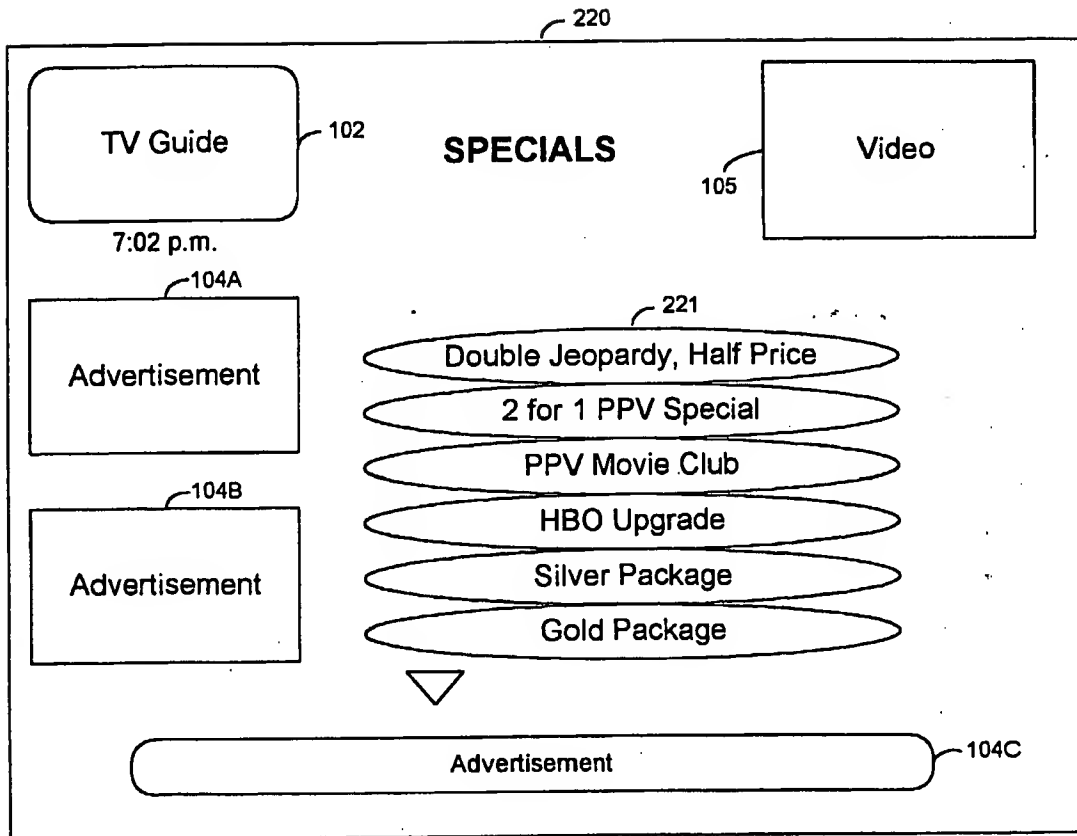 220
TV Guide
102
SPECIALS
Video
105
7:02 p.m.
104A
Advertisement
221
Double Jeopardy, Half Price
2 for 1 PPV Special
PPV Movie Club
HBO Upgrade
Silver Package
Gold Package
104B
Advertisement
Advertisement
104C